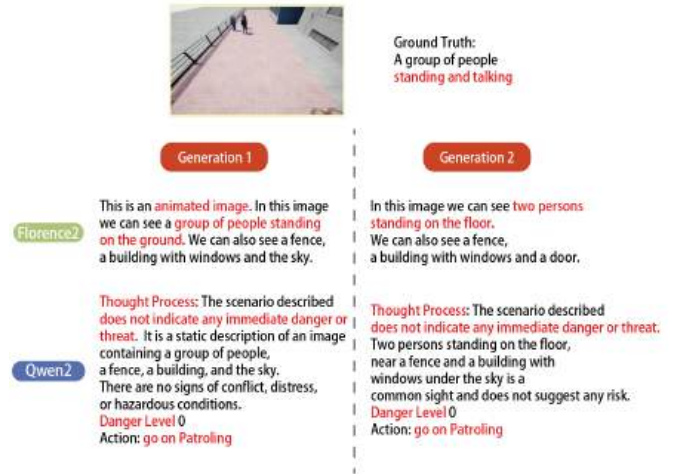 Ground Truth:
A group of people
standing and talking
Generation 1
Generation 2
Florence2
This is an animated image. In this image
we can see a group of people standing
on the ground. We can also see a fence,
a building with windows and the sky.
In this image we can see two persons
standing on the floor.
We can also see a fence,
a building with windows and a door.
Qwen2
Thought Process: The scenario described
does not indicate any immediate danger or
threat. It is a static description of an image
containing a group of people,
a fence, a building, and the sky.
There are no signs of conflict, distress,
or hazardous conditions.
Danger Level 0
Action: go on Patroling
Thought Process: The scenario described
does not indicate any immediate danger or threat.
Two persons standing on the floor,
near a fence and a building with
windows under the sky is a
common sight and does not suggest any risk.
Danger Level 0
Action: go on Patroling